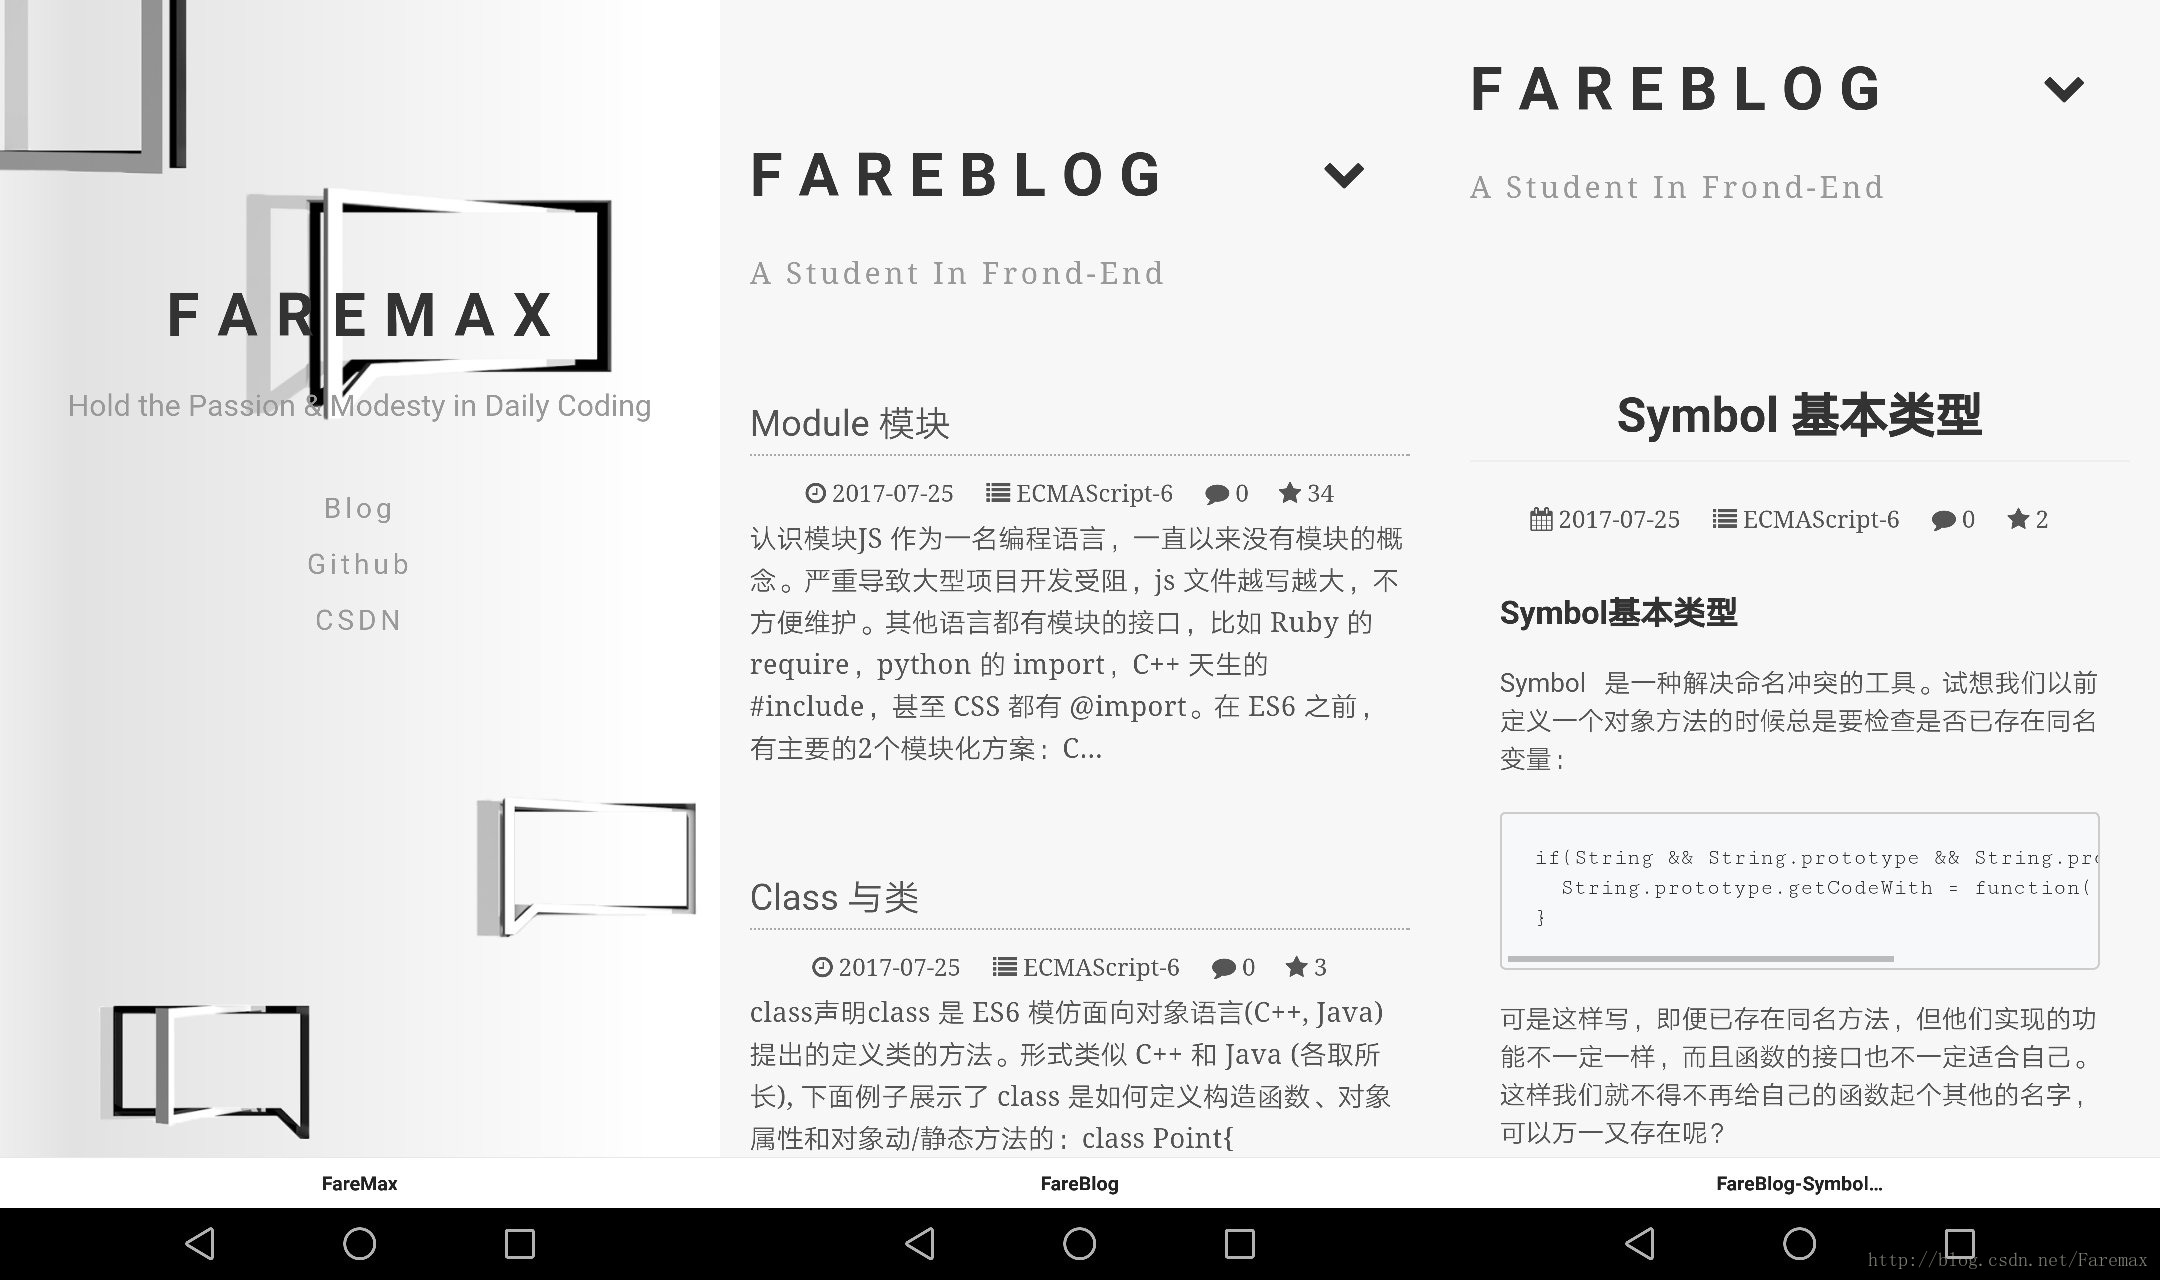 FAREMAX
Hold the Passion & Modesty in Daily Coding
Blog
Github
CSDN
FareMax
FAREBLOG
A Student In Frond-End
Module 模块
2017-07-25 ECMAScript-6 0 34
认识模块JS 作为一名编程语言，一直以来没有模块的概
念。严重导致大型项目开发受阻，js 文件越写越大，不
方便维护。其他语言都有模块的接口，比如 Ruby 的
require，python 的 import，C++ 天生的
#include，甚至 CSS 都有 @import。在 ES6 之前，
有主要的2个模块化方案：C...
Class 与类
2017-07-25 ECMAScript-6 0 3
class声明class 是 ES6 模仿面向对象语言(C++, Java)
提出的定义类的方法。形式类似 C++ 和 Java (各取所
长), 下面例子展示了 class 是如何定义构造函数、对象
属性和对象动/静态方法的：class Point{
FareBlog
FAREBLOG
A Student In Frond-End
Symbol 基本类型
2017-07-25 ECMAScript-6 0 2
Symbol基本类型
Symbol 是一种解决命名冲突的工具。试想我们以前
定义一个对象方法的时候总是要检查是否已存在同名
变量：
if(String && String.prototype && String.pro
String.prototype.getCodeWith = function(
}
可是这样写，即便已存在同名方法，但他们实现的功
能不一定一样，而且函数的接口也不一定适合自己。
这样我们就不得不再给自己的函数起个其他的名字，
可以万一又存在呢？
FareBlog-Symbol...
http://blog.csdn.net/Faremax